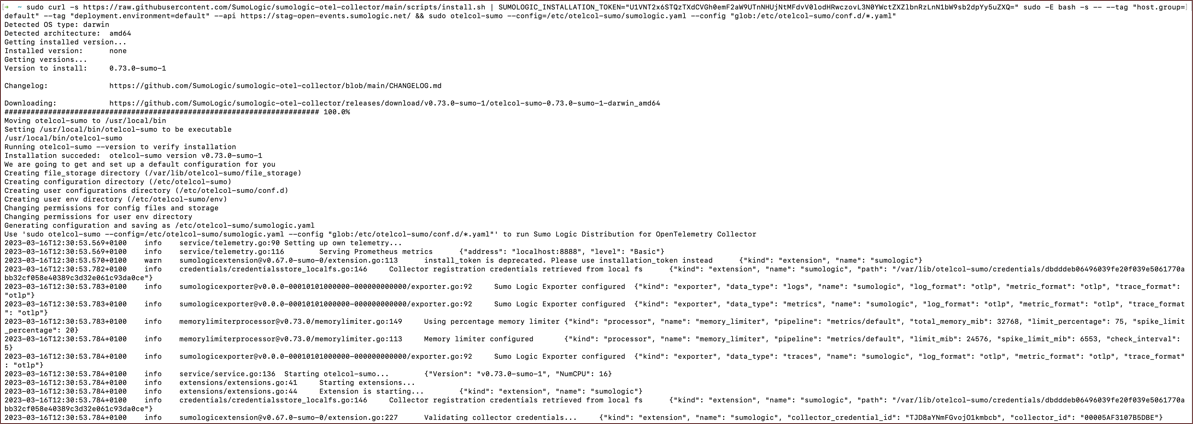 → ~ sudo curl -s https://raw.githubusercontent.com/SumoLogic/sumologic-otel-collector/main/scripts/install.sh | SUMOLOGIC_INSTALLATION_TOKEN= sudo -E bash -s -- --tag "host.group=
default" --tag "deployment.environment=default" --api https://stag-open-events.sumologic.net/ && sudo otelcol-sumo --config=/etc/otelcol-sumo/sumologic.yaml --config "glob:/etc/otelcol-sumo/conf.d/*.yaml"
Detected OS type: darwin
Detected architecture: amd64
Getting installed version...
Installed version: none
Getting versions...
Version to install: 0.73.0-sumo-1
Changelog: https://github.com/SumoLogic/sumologic-otel-collector/blob/main/CHANGELOG.md
Downloading: https://github.com/SumoLogic/sumologic-otel-collector/releases/download/v0.73.0-sumo-1/otelcol-sumo-0.73.0-sumo-1-darwin_amd64
######################################################################## 100.0%
Moving otelcol-sumo to /usr/local/bin
Setting /usr/local/bin/otelcol-sumo to be executable
/usr/local/bin/otelcol-sumo
Running otelcol-sumo --version to verify installation
Installation succeded: otelcol-sumo version v0.73.0-sumo-1
We are going to get and set up a default configuration for you
Creating file_storage directory (/var/lib/otelcol-sumo/file_storage)
Creating configuration directory (/etc/otelcol-sumo)
Creating user configurations directory (/etc/otelcol-sumo/conf.d)
Creating user env directory (/etc/otelcol-sumo/env)
Changing permissions for config files and storage
Changing permissions for user env directory
Generating configuration and saving as /etc/otelcol-sumo/sumologic.yaml
Use 'sudo otelcol-sumo --config=/etc/otelcol-sumo/sumologic.yaml --config "glob:/etc/otelcol-sumo/conf.d/*.yaml"' to run Sumo Logic Distribution for OpenTelemetry Collector
2023-03-16T12:30:53.569+0100 info service/telemetry.go:90 Setting up own telemetry...
2023-03-16T12:30:53.569+0100 info service/telemetry.go:116 Serving Prometheus metrics {"address": "localhost:8888", "level": "Basic"}
2023-03-16T12:30:53.570+0100 warn sumologicextension@v0.67.0-sumo-0/extension.go:113 install_token is deprecated. Please use installation_token instead {"kind": "extension", "name": "sumologic"}
2023-03-16T12:30:53.782+0100 info credentials/credentialsstore_localfs.go:146 Collector registration credentials retrieved from local fs {"kind": "extension", "name": "sumologic", "path": "/var/lib/otelcol-sumo/credentials/dbdddeb06496039fe20f039e5061770a
bb32cf058e40389c3d32e061c93da0ce"}
2023-03-16T12:30:53.783+0100 info sumologicexporter@v0.0.0-00010101000000-000000000000/exporter.go:92 Sumo Logic Exporter configured {"kind": "exporter", "data_type": "logs", "name": "sumologic", "log_format": "otlp", "metric_format": "otlp", "trace_format":
"otlp"}
2023-03-16T12:30:53.783+0100 info sumologicexporter@v0.0.0-00010101000000-000000000000/exporter.go:92 Sumo Logic Exporter configured {"kind": "exporter", "data_type": "metrics", "name": "sumologic", "log_format": "otlp", "metric_format": "otlp", "trace_format
": "otlp"}
2023-03-16T12:30:53.783+0100 info memorylimiterprocessor@v0.73.0/memorylimiter.go:149 Using percentage memory limiter {"kind": "processor", "name": "memory_limiter", "pipeline": "metrics/default", "total_memory_mib": 32768, "limit_percentage": 75, "spike_limit
_percentage": 20}
2023-03-16T12:30:53.784+0100 info memorylimiterprocessor@v0.73.0/memorylimiter.go:113 Memory limiter configured {"kind": "processor", "name": "memory_limiter", "pipeline": "metrics/default", "limit_mib": 24576, "spike_limit_mib": 6553, "check_interval":
5}
2023-03-16T12:30:53.784+0100 info sumologicexporter@v0.0.0-00010101000000-000000000000/exporter.go:92 Sumo Logic Exporter configured {"kind": "exporter", "data_type": "traces", "name": "sumologic", "log_format": "otlp", "metric_format": "otlp", "trace_format"
: "otlp"}
2023-03-16T12:30:53.784+0100 info service/service.go:136 Starting otelcol-sumo... {"Version": "v0.73.0-sumo-1", "NumCPU": 16}
2023-03-16T12:30:53.784+0100 info extensions/extensions.go:41 Starting extensions...
2023-03-16T12:30:53.784+0100 info extensions/extensions.go:44 Extension is starting... {"kind": "extension", "name": "sumologic"}
2023-03-16T12:30:53.784+0100 info credentials/credentialsstore_localfs.go:146 Collector registration credentials retrieved from local fs {"kind": "extension", "name": "sumologic", "path": "/var/lib/otelcol-sumo/credentials/dbdddeb06496039fe20f039e5061770a
bb32cf058e40389c3d32e061c93da0ce"}
2023-03-16T12:30:53.784+0100 info sumologicextension@v0.67.0-sumo-0/extension.go:227 Validating collector credentials... {"kind": "extension", "name": "sumologic", "collector_credential_id": "TJD8aYNmFGvojO1kmbcb", "collector_id": "00005AF3107B5DBE"}